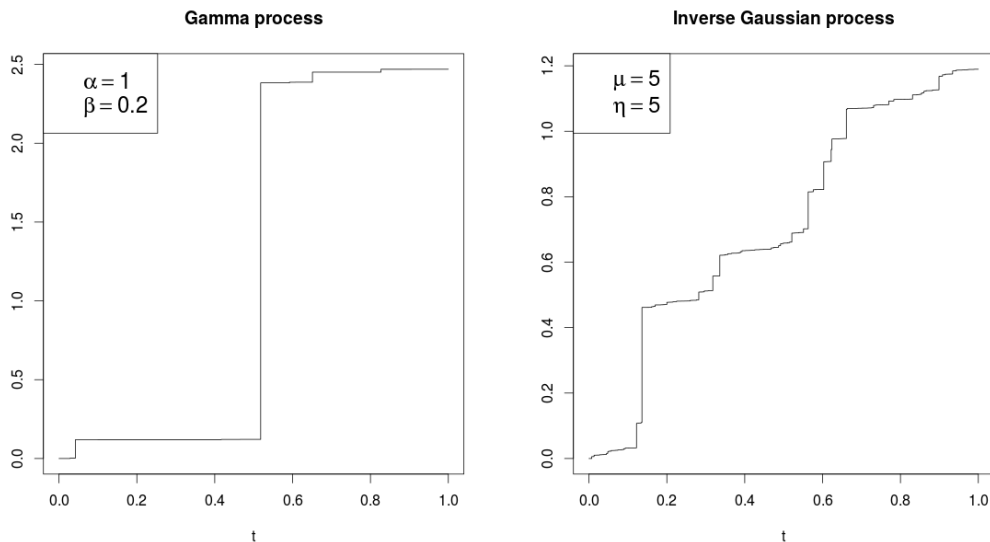 Gamma process
α = 1
β = 0.2
2.5
2.0
1.5
1.0
0.5
0.0
0.0 0.2 0.4 0.6 0.8 1.0
t
Inverse Gaussian process
μ = 5
η = 5
1.2
1.0
0.8
0.6
0.4
0.2
0.0
0.0 0.2 0.4 0.6 0.8 1.0
t